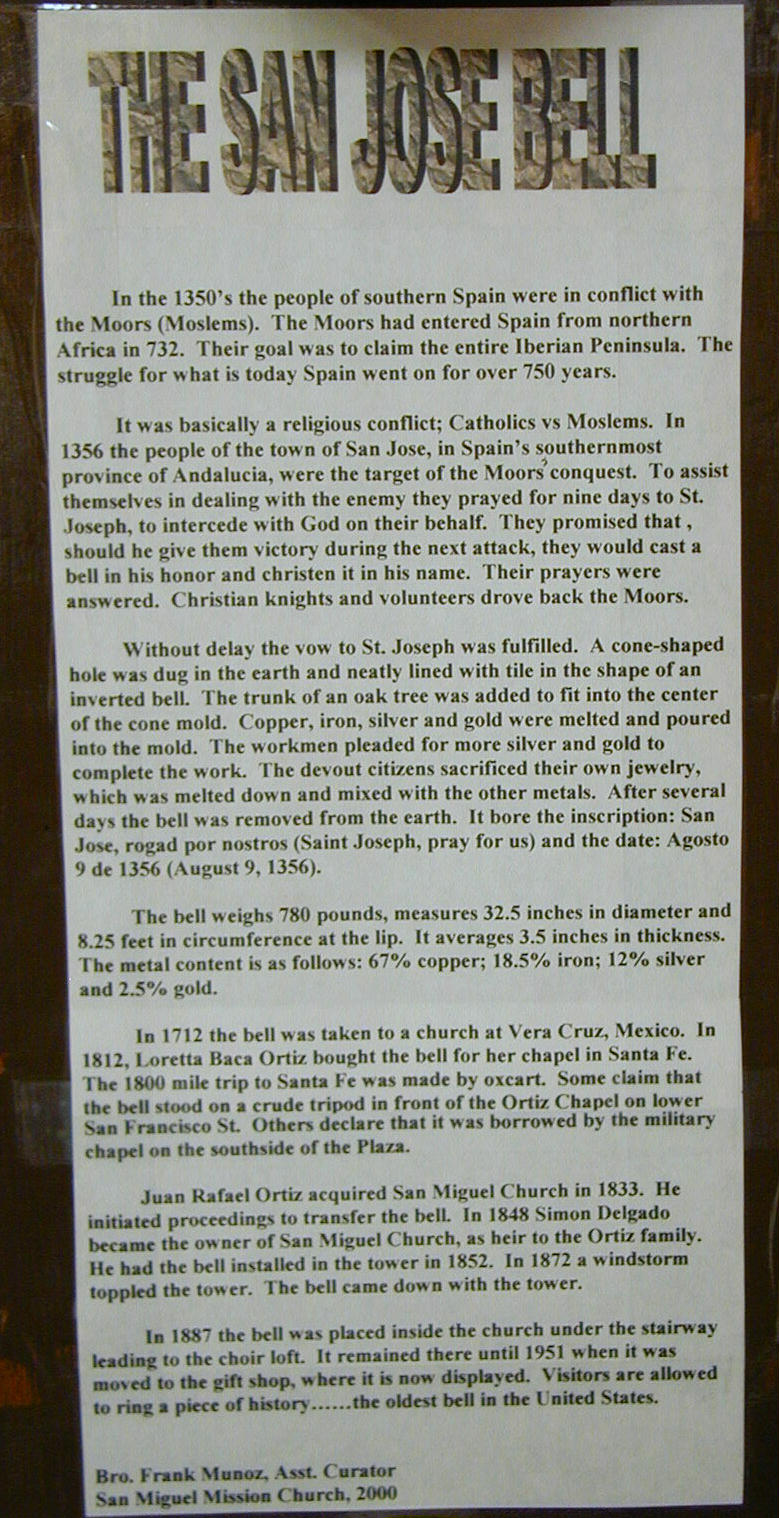 THE SAN JOSE BELL
In the 1350's the people of southern Spain were in conflict with
the Moors (Moslems). The Moors had entered Spain from northern
Africa in 732. Their goal was to claim the entire Iberian Peninsula. The
struggle for what is today Spain went on for over 750 years.
It was basically a religious conflict; Catholics vs Moslems. In
1356 the people of the town of San Jose, in Spain's southernmost
province of Andalucia, were the target of the Moors' conquest. To assist
themselves in dealing with the enemy they prayed for nine days to St.
Joseph, to intercede with God on their behalf. They promised that ,
should he give them victory during the next attack, they would cast a
bell in his honor and christen it in his name. Their prayers were
answered. Christian knights and volunteers drove back the Moors.
Without delay the vow to St. Joseph was fulfilled. A cone-shaped
hole was dug in the earth and neatly lined with tile in the shape of an
inverted bell. The trunk of an oak tree was added to fit into the center
of the cone mold. Copper, iron, silver and gold were melted and poured
into the mold. The workmen pleaded for more silver and gold to
complete the work. The devout citizens sacrificed their own jewelry,
which was melted down and mixed with the other metals. After several
days the bell was removed from the earth. It bore the inscription: San
Jose, rogad por nostros (Saint Joseph, pray for us) and the date: Agosto
9 de 1356 (August 9, 1356).
The bell weighs 780 pounds, measures 32.5 inches in diameter and
8.25 feet in circumference at the lip. It averages 3.5 inches in thickness.
The metal content is as follows: 67% copper; 18.5% iron; 12% silver
and 2.5% gold.
In 1712 the bell was taken to a church at Vera Cruz, Mexico. In
1812, Loretta Baca Ortiz bought the bell for her chapel in Santa Fe.
The 1800 mile trip to Santa Fe was made by oxcart. Some claim that
the bell stood on a crude tripod in front of the Ortiz Chapel on lower
San Francisco St. Others declare that it was borrowed by the military
chapel on the southside of the Plaza.
Juan Rafael Ortiz acquired San Miguel Church in 1833. He
initiated proceedings to transfer the bell. In 1848 Simon Delgado
became the owner of San Miguel Church, as heir to the Ortiz family.
He had the bell installed in the tower in 1852. In 1872 a windstorm
toppled the tower. The bell came down with the tower.
In 1887 the bell was placed inside the church under the stairway
leading to the choir loft. It remained there until 1951 when it was
moved to the gift shop, where it is now displayed. Visitors are allowed
to ring a piece of history......the oldest bell in the United States.
Bro. Frank Munoz, Asst. Curator
San Miguel Mission Church, 2000